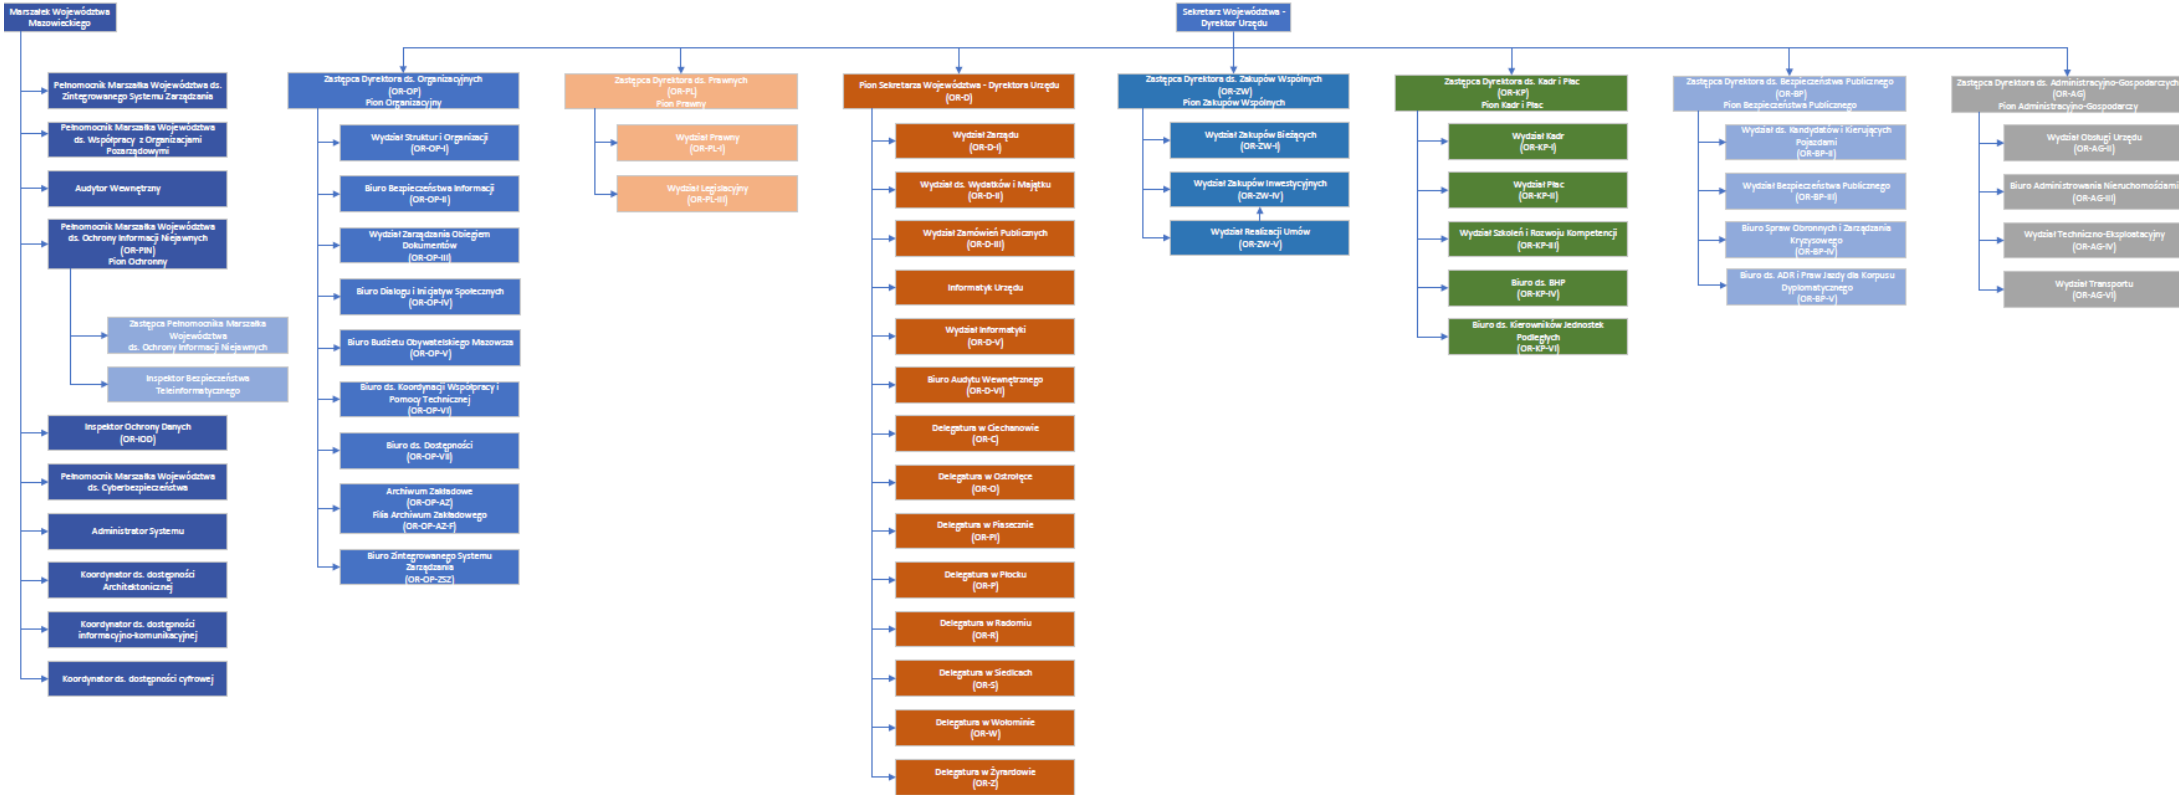 Marszałek Województwa
Mazowieckiego
Pełnomocnik Marszałka Województwa ds.
Zintegrowanego Systemu Zarządzania
Pełnomocnik Marszałka Województwa
ds. Współpracy z Organizacjami
Pozarządowymi
Audytor Wewnętrzny
Pełnomocnik Marszałka Województwa
ds. Ochrony Informacji Niejawnych
(OR-PIN)
Pion Ochronny
Zastępca Pełnomocnika Marszałka
Województwa
ds. Ochrony Informacji Niejawnych
Inspektor Bezpieczeństwa
Teleinformatycznego
Inspektor Ochrony Danych
(OR-IOD)
Pełnomocnik Marszałka Województwa
ds. Cyberbezpieczeństwa
Administrator Systemu
Koordynator ds. dostępności
Architektonicznej
Koordynator ds. dostępności
informacyjno-komunikacyjnej
Koordynator ds. dostępności cyfrowej
Sekretarz Województwa -
Dyrektor Urzędu
Zastępca Dyrektora ds. Organizacyjnych
(OR-OP)
Pion Organizacyjny
Wydział Struktur i Organizacji
(OR-OP-I)
Biuro Bezpieczeństwa Informacji
(OR-OP-II)
Wydział Zarządzania Obiegiem
Dokumentów
(OR-OP-III)
Biuro Dialogu i Inicjatyw Społecznych
(OR-OP-IV)
Biuro Budżetu Obywatelskiego Mazowsza
(OR-OP-V)
Biuro ds. Koordynacji Współpracy i
Pomocy Technicznej
(OR-OP-VI)
Biuro ds. Dostępności
(OR-OP-VII)
Archiwum Zakładowe
(OR-OP-AZ)
Filia Archiwum Zakładowego
(OR-OP-AZ-F)
Biuro Zintegrowanego Systemu
Zarządzania
(OR-OP-ZSZ)
Zastępca Dyrektora ds. Prawnych
(OR-PL)
Pion Prawny
Wydział Prawny
(OR-PL-I)
Wydział Legislacyjny
(OR-PL-III)
Pion Sekretarza Województwa - Dyrektora Urzędu
(OR-D)
Wydział Zarządu
(OR-D-I)
Wydział ds. Wydatków i Majątku
(OR-D-II)
Wydział Zamówień Publicznych
(OR-D-III)
Informatyk Urzędu
Wydział Informatyki
(OR-D-V)
Biuro Audytu Wewnętrznego
(OR-D-VI)
Delegatura w Ciechanowie
(OR-C)
Delegatura w Ostrołęce
(OR-O)
Delegatura w Piasecznie
(OR-PI)
Delegatura w Płocku
(OR-P)
Delegatura w Radomiu
(OR-R)
Delegatura w Siedlcach
(OR-S)
Delegatura w Wołominie
(OR-W)
Delegatura w Żyrardowie
(OR-Z)
Zastępca Dyrektora ds. Zakupów Wspólnych
(OR-ZW)
Pion Zakupów Wspólnych
Wydział Zakupów Bieżących
(OR-ZW-I)
Wydział Zakupów Inwestycyjnych
(OR-ZW-IV)
Wydział Realizacji Umów
(OR-ZW-V)
Zastępca Dyrektora ds. Kadr i Płac
(OR-KP)
Pion Kadr i Płac
Wydział Kadr
(OR-KP-I)
Wydział Płac
(OR-KP-II)
Wydział Szkoleń i Rozwoju Kompetencji
(OR-KP-III)
Biuro ds. BHP
(OR-KP-IV)
Biuro ds. Kierowników Jednostek
Podległych
(OR-KP-VI)
Zastępca Dyrektora ds. Bezpieczeństwa Publicznego
(OR-BP)
Pion Bezpieczeństwa Publicznego
Wydział ds. Kandydatów i Kierujących
Pojazdami
(OR-BP-II)
Wydział Bezpieczeństwa Publicznego
(OR-BP-III)
Biuro Spraw Obronnych i Zarządzania
Kryzysowego
(OR-BP-IV)
Biuro ds. ADR i Praw Jazdy dla Korpusu
Dyplomatycznego
(OR-BP-V)
Zastępca Dyrektora ds. Administracyjno-Gospodarczych
(OR-AG)
Pion Administracyjno-Gospodarczy
Wydział Obsługi Urzędu
(OR-AG-II)
Biuro Administrowania Nieruchomościami
(OR-AG-III)
Wydział Techniczno-Eksploatacyjny
(OR-AG-IV)
Wydział Transportu
(OR-AG-VI)